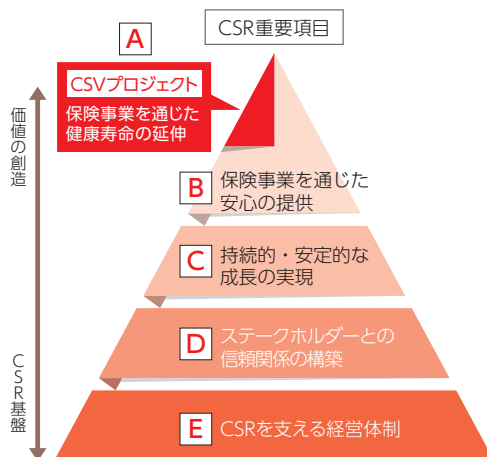 CSR重要項目
A
CSVプロジェクト
保険事業を通じた
健康寿命の延伸
価値の創造
B
保険事業を通じた
安心の提供
C
持続的・安定的な
成長の実現
D
ステークホルダーとの
信頼関係の構築
CSR基盤
E
CSRを支える経営体制